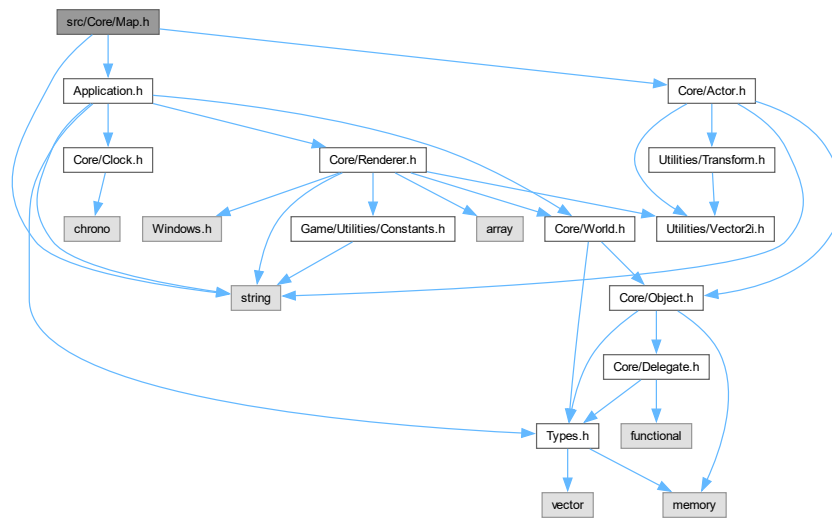 src/Core/Map.h
Application.h
Core/Actor.h
Core/Clock.h
Core/Renderer.h
Utilities/Transform.h
chrono
Windows.h
Game/Utilities/Constants.h
array
Core/World.h
Utilities/Vector2i.h
string
Core/Object.h
Core/Delegate.h
Types.h
functional
vector
memory